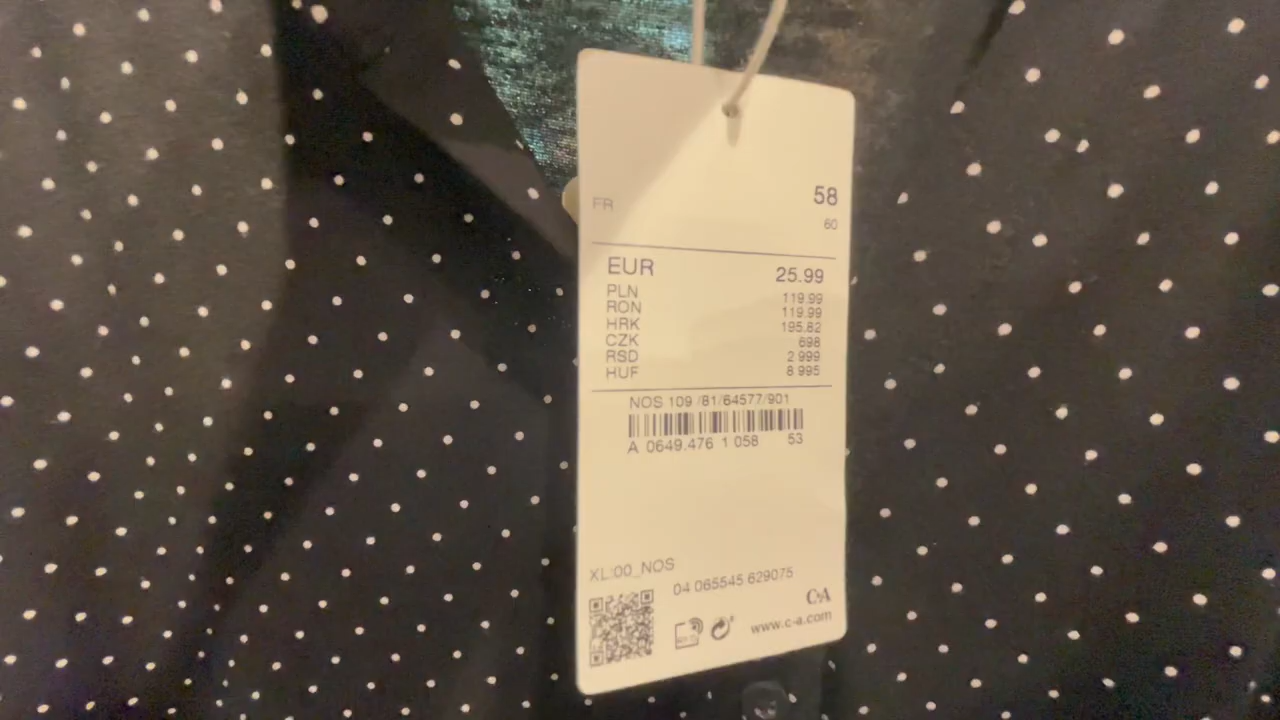 58
FR
60
EUR 25.99
PLN 119.99
RON 119.99
HRK 195.82
CZK 698
RSD 2 999
HUF 8 995
NOS 109 /81/64577/901
A 0649.476 1 058 53
XL:00_NOS
04 065545 629075
C&A
www.c-a.com